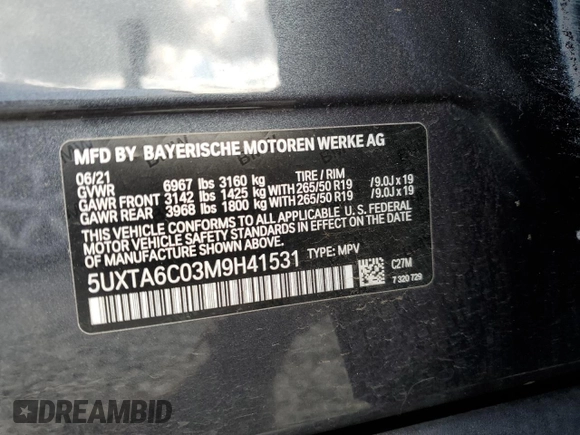 MFD BY BAYERISCHE MOTOREN WERKE AG
06/21 TIRE / RIM
GVWR 6967 lbs 3160 kg
GAWR FRONT 3142 lbs 1425 kg WITH 265/50 R19 /9.0J x 19
GAWR REAR 3968 lbs 1800 kg WITH 265/50 R19 /9.0J x 19
THIS VEHICLE CONFORMS TO ALL APPLICABLE U.S. FEDERAL
MOTOR VEHICLE SAFETY STANDARDS IN EFFECT ON THE DATE
OF MANUFACTURE SHOWN ABOVE.
5UXTA6C03M9H41531 TYPE: MPV
C27M
7 320 729
DREAMBID